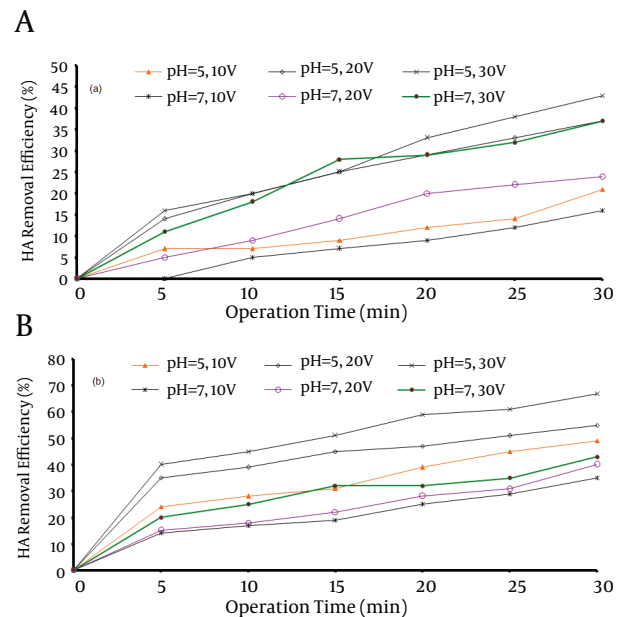 A
50
45
40
35
30
25
20
15
10
5
0
HA Removal Efficiency (%)
(a)
pH=5, 10V pH=5, 20V pH=5, 30V
pH=7, 10V pH=7, 20V pH=7, 30V
0 5 10 15 20 25 30
Operation Time (min)
B
80
70
60
50
40
30
20
10
0
HA Removal Efficiency (%)
(b)
pH=5, 10V pH=5, 20V pH=5, 30V
pH=7, 10V pH=7, 20V pH=7, 30V
0 5 10 15 20 25 30
Operation Time (min)